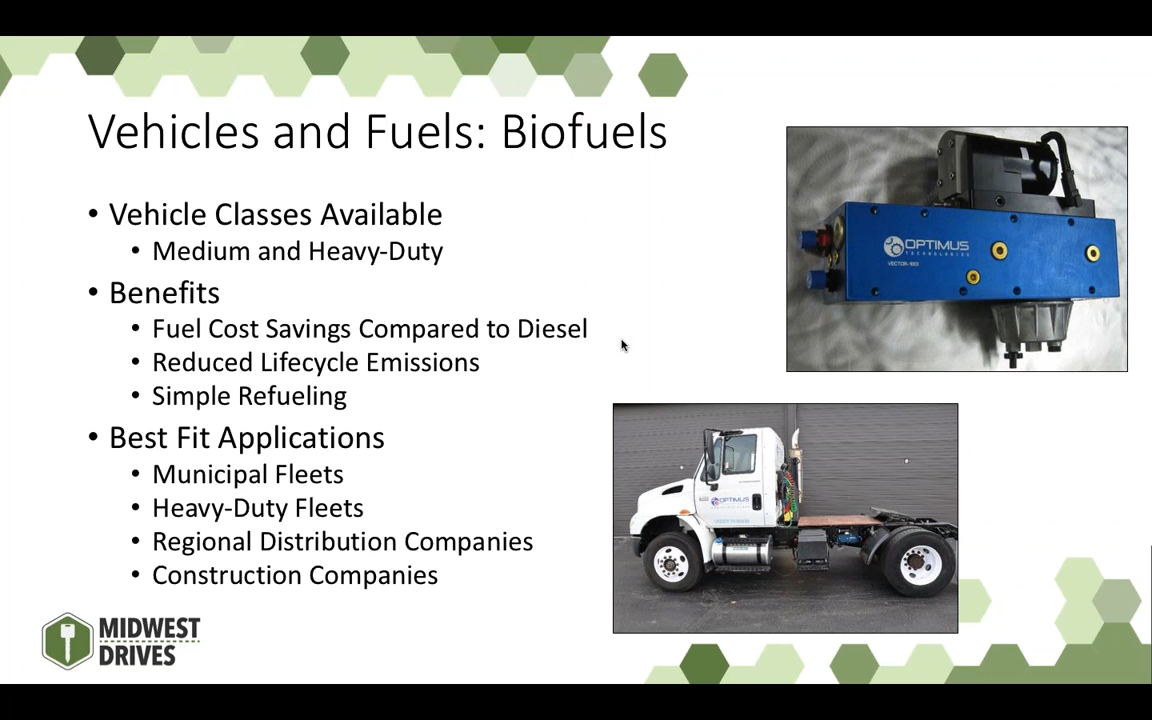 Vehicles and Fuels: Biofuels
• Vehicle Classes Available
• Medium and Heavy-Duty
• Benefits
• Fuel Cost Savings Compared to Diesel
• Reduced Lifecycle Emissions
• Simple Refueling
• Best Fit Applications
• Municipal Fleets
• Heavy-Duty Fleets
• Regional Distribution Companies
• Construction Companies
OPTIMUS
TECHNOLOGIES
OPTIMUS
MIDWEST
DRIVES